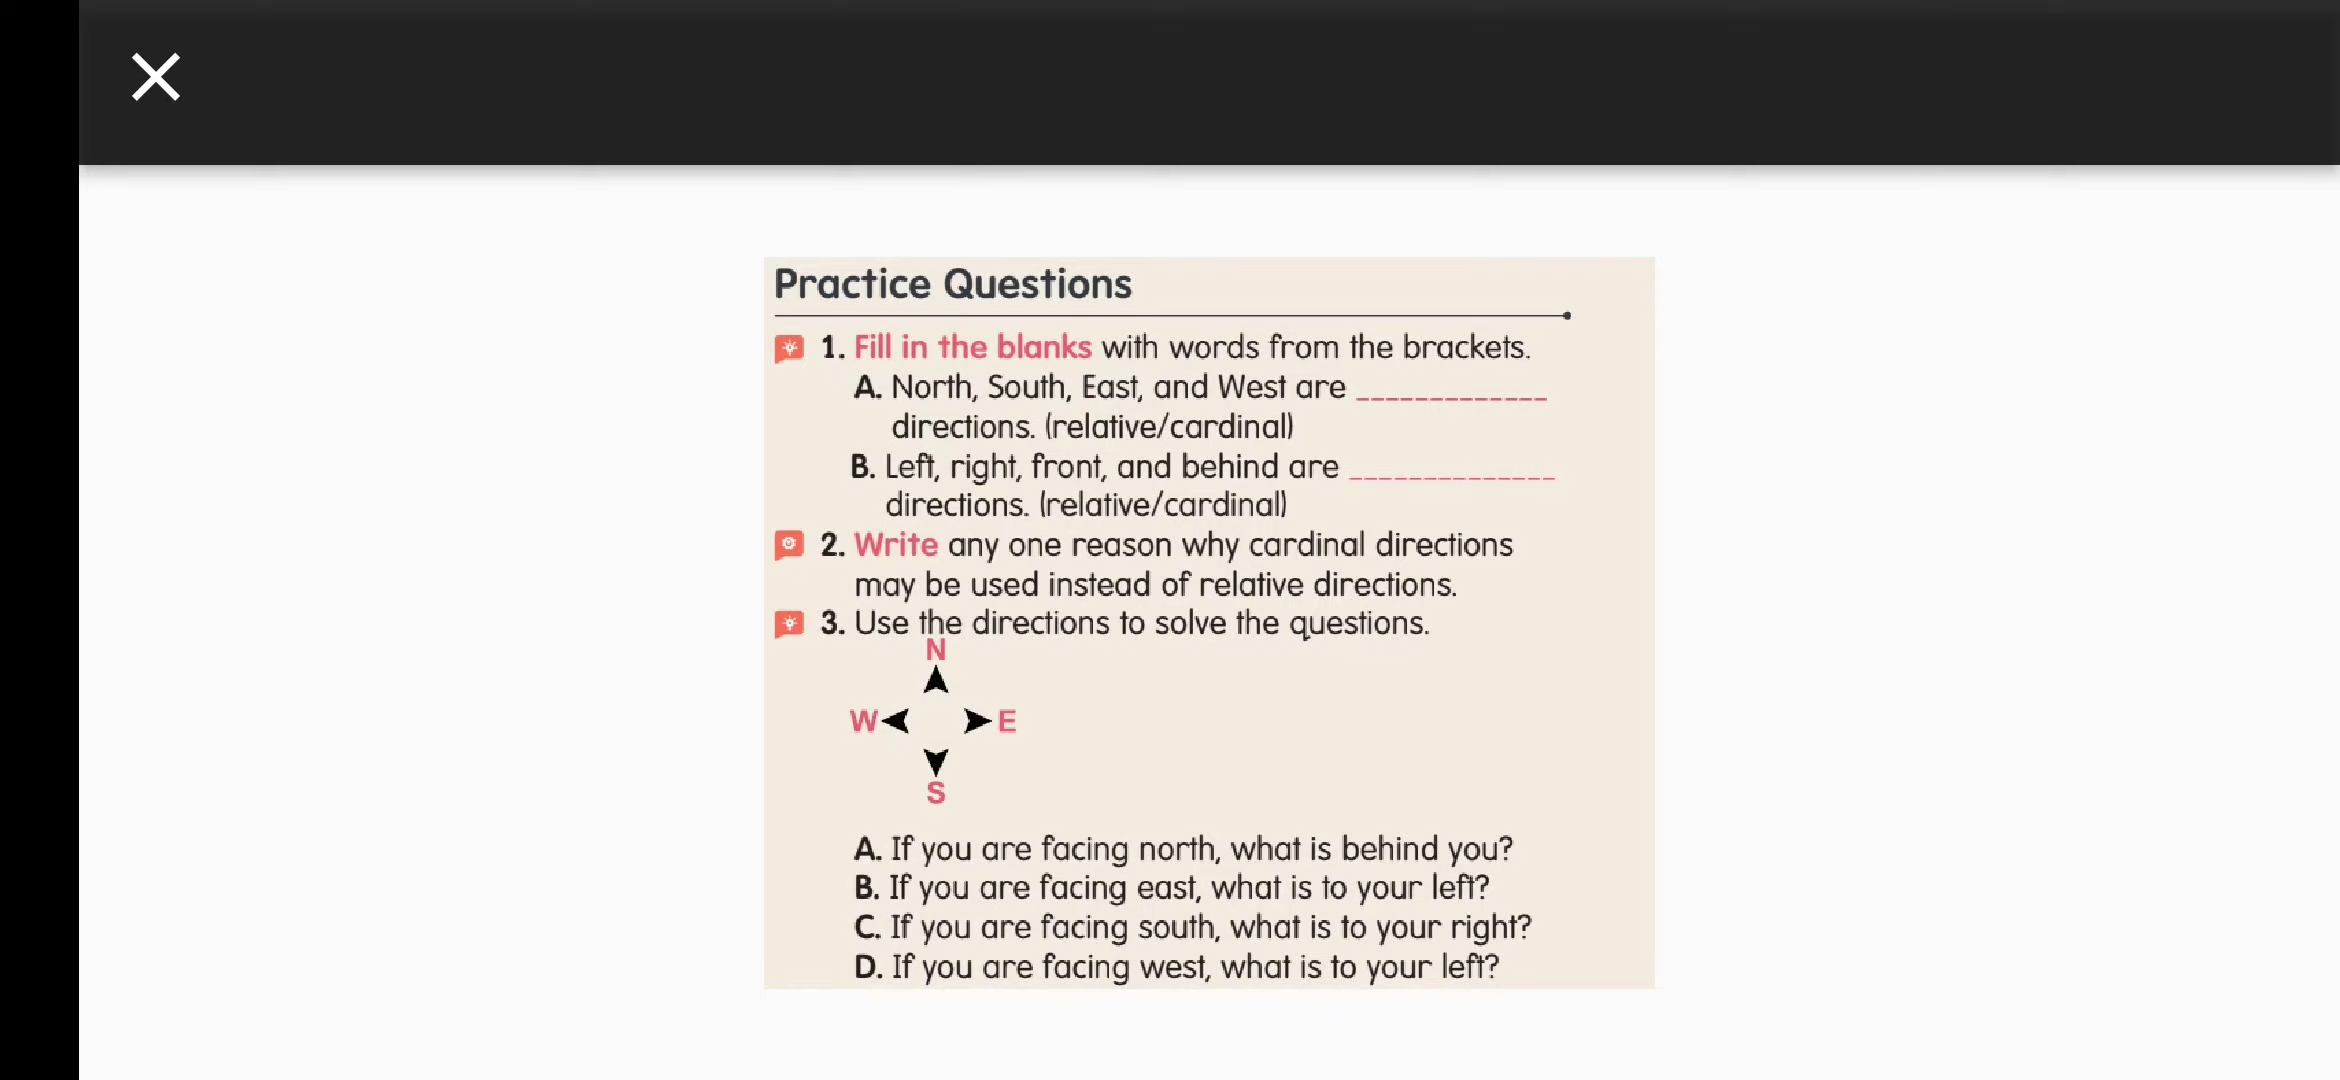 Practice Questions
1. Fill in the blanks with words from the brackets.
A. North, South, East, and West are _____________
directions. (relative/cardinal)
B. Left, right, front, and behind are ______________
directions. (relative/cardinal)
2. Write any one reason why cardinal directions
may be used instead of relative directions.
3. Use the directions to solve the questions.
N
W E
S
A. If you are facing north, what is behind you?
B. If you are facing east, what is to your left?
C. If you are facing south, what is to your right?
D. If you are facing west, what is to your left?